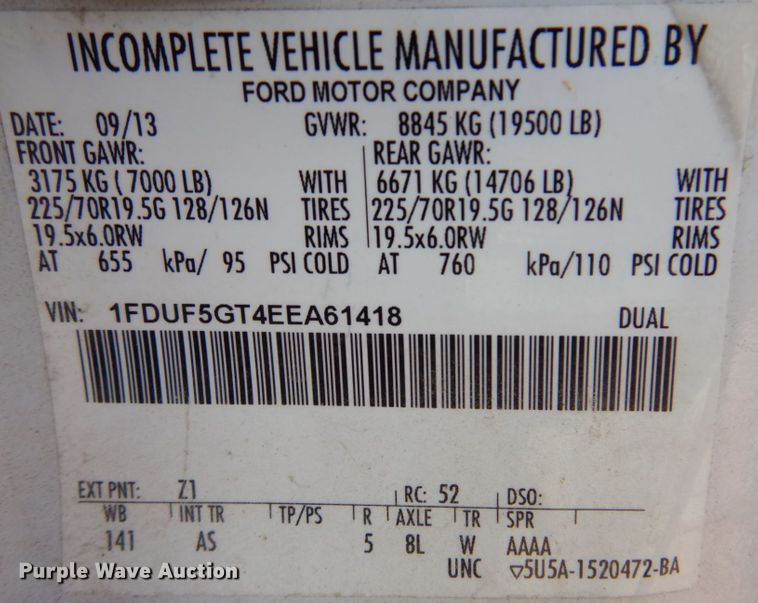 INCOMPLETE VEHICLE MANUFACTURED BY
FORD MOTOR COMPANY
DATE: 09/13 GVWR: 8845 KG (19500 LB)
FRONT GAWR: REAR GAWR:
3175 KG ( 7000 LB) WITH 6671 KG (14706 LB) WITH
225/70R19.5G 128/126N TIRES 225/70R19.5G 128/126N TIRES
19.5x6.0RW RIMS 19.5x6.0RW RIMS
AT 655 kPa/ 95 PSI COLD AT 760 kPa/110 PSI COLD
VIN: 1FDUF5GT4EEA61418 DUAL
EXT PNT: Z1 RC: 52 DSO:
WB INT TR TP/PS R AXLE TR SPR
141 AS 5 8L W AAAA
UNC ▽5U5A-1520472-BA
Purple Wave Auction